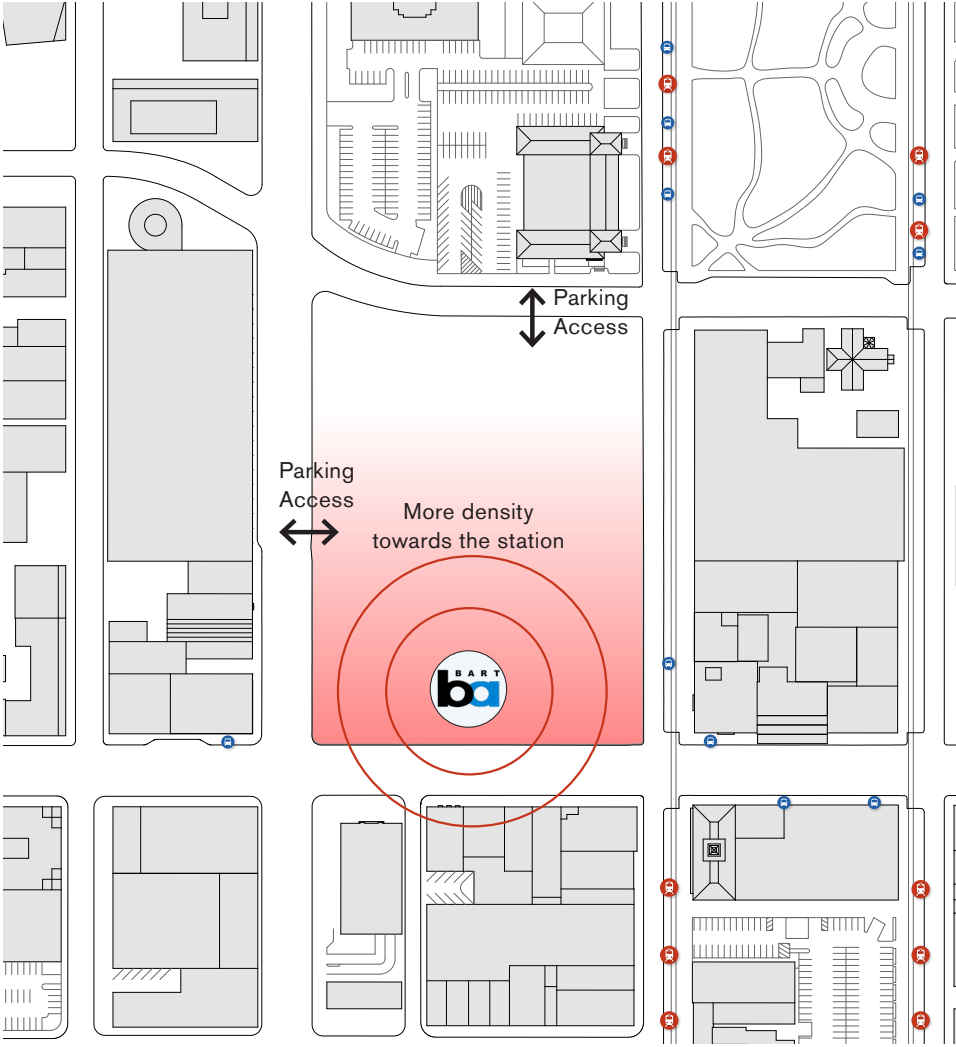 Parking
Access
Parking
Access
More density
towards the station
BART
ba